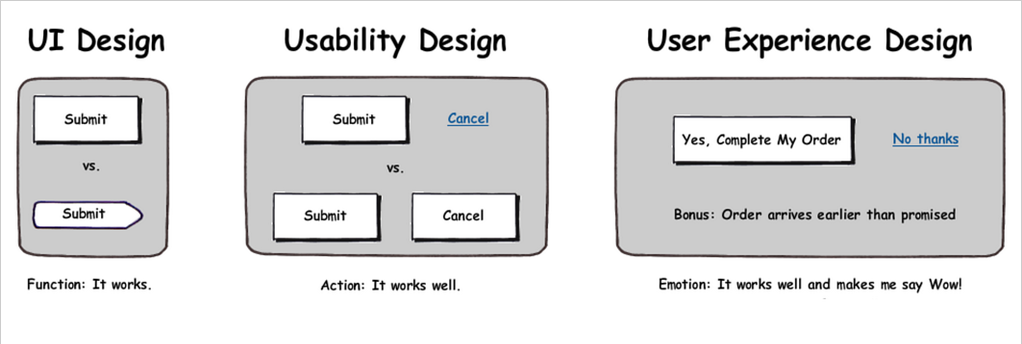 UI Design
Submit
vs.
Submit
Function: It works.
Usability Design
Submit Cancel
vs.
Submit Cancel
Action: It works well.
User Experience Design
Yes, Complete My Order No thanks
Bonus: Order arrives earlier than promised
Emotion: It works well and makes me say Wow!